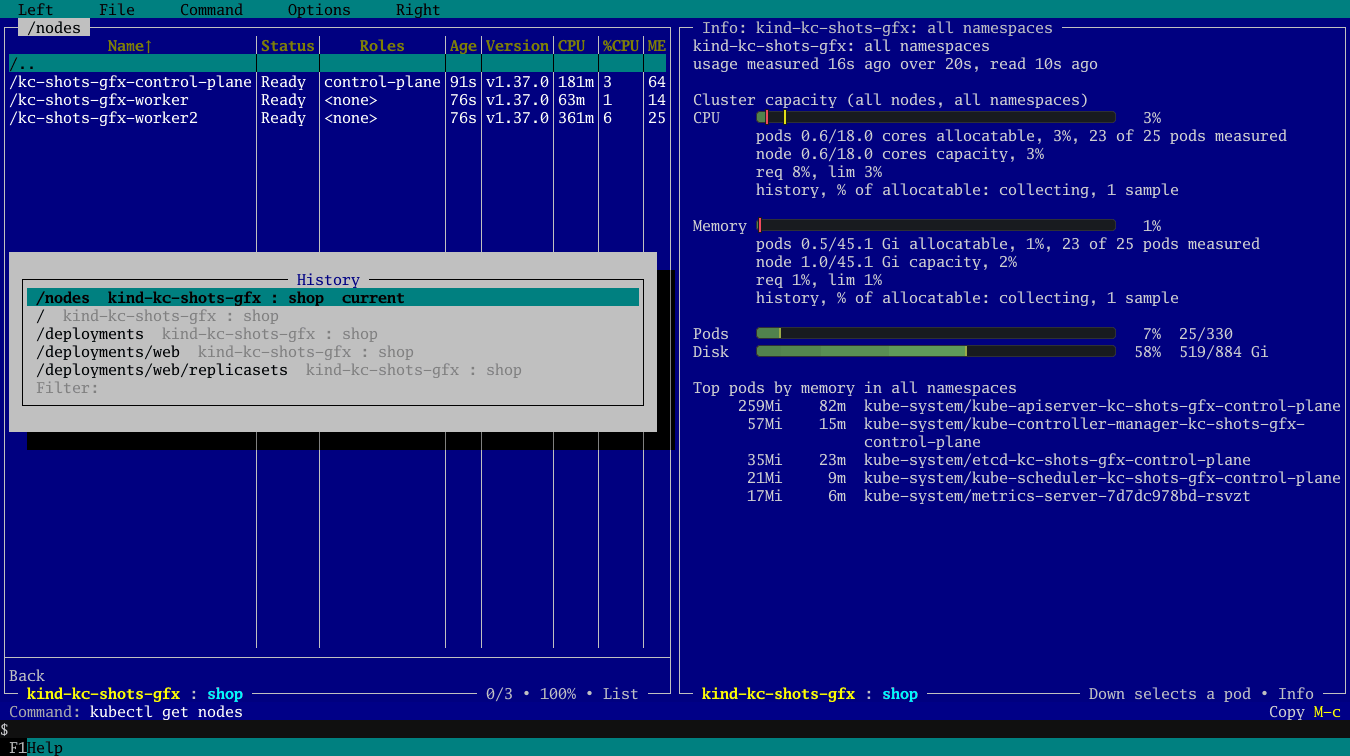 Left File Command Options Right
/nodes
Name↑ Status Roles Age Version CPU %CPU ME
/..
/kc-shots-gfx-control-plane Ready control-plane 91s v1.37.0 181m 3 64
/kc-shots-gfx-worker Ready <none> 76s v1.37.0 63m 1 14
/kc-shots-gfx-worker2 Ready <none> 76s v1.37.0 361m 6 25
History
/nodes kind-kc-shots-gfx : shop current
/ kind-kc-shots-gfx : shop
/deployments kind-kc-shots-gfx : shop
/deployments/web kind-kc-shots-gfx : shop
/deployments/web/replicasets kind-kc-shots-gfx : shop
Filter:
Back
kind-kc-shots-gfx : shop 0/3 • 100% • List
Info: kind-kc-shots-gfx: all namespaces
kind-kc-shots-gfx: all namespaces
usage measured 16s ago over 20s, read 10s ago
Cluster capacity (all nodes, all namespaces)
CPU 3%
pods 0.6/18.0 cores allocatable, 3%, 23 of 25 pods measured
node 0.6/18.0 cores capacity, 3%
req 8%, lim 3%
history, % of allocatable: collecting, 1 sample
Memory 1%
pods 0.5/45.1 Gi allocatable, 1%, 23 of 25 pods measured
node 1.0/45.1 Gi capacity, 2%
req 1%, lim 1%
history, % of allocatable: collecting, 1 sample
Pods 7% 25/330
Disk 58% 519/884 Gi
Top pods by memory in all namespaces
259Mi 82m kube-system/kube-apiserver-kc-shots-gfx-control-plane
57Mi 15m kube-system/kube-controller-manager-kc-shots-gfx-
control-plane
35Mi 23m kube-system/etcd-kc-shots-gfx-control-plane
21Mi 9m kube-system/kube-scheduler-kc-shots-gfx-control-plane
17Mi 6m kube-system/metrics-server-7d7dc978bd-rsvzt
kind-kc-shots-gfx : shop Down selects a pod • Info
Command: kubectl get nodes Copy M-c
$
F1Help